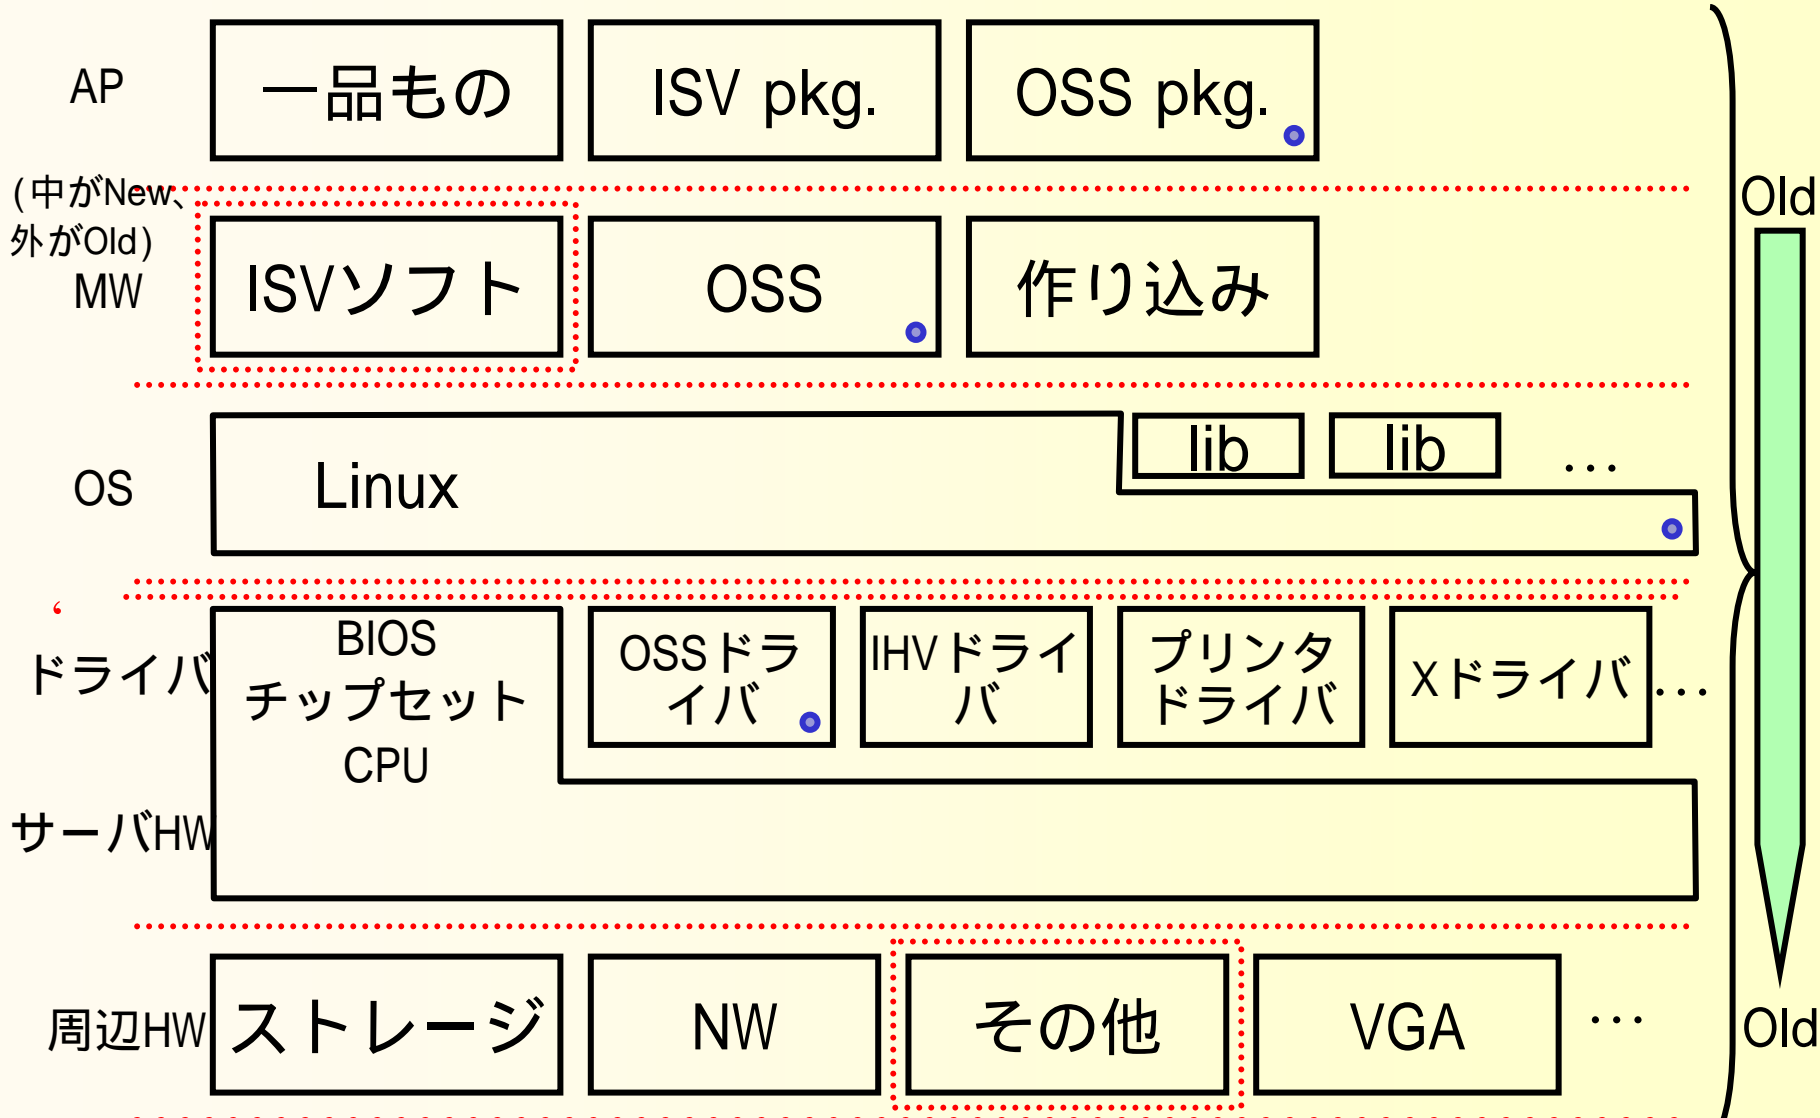 AP
一品もの
ISV pkg.
OSS pkg.
(中がNew、
外がOld)
MW
ISVソフト
OSS
作り込み
Old
OS
Linux
lib
lib
…
‘
ドライバ
BIOS
チップセット
CPU
OSSドラ
イバ
IHVドライ
バ
プリンタ
ドライバ
Xドライバ
…
サーバHW
周辺HW
ストレージ
NW
その他
VGA
…
Old